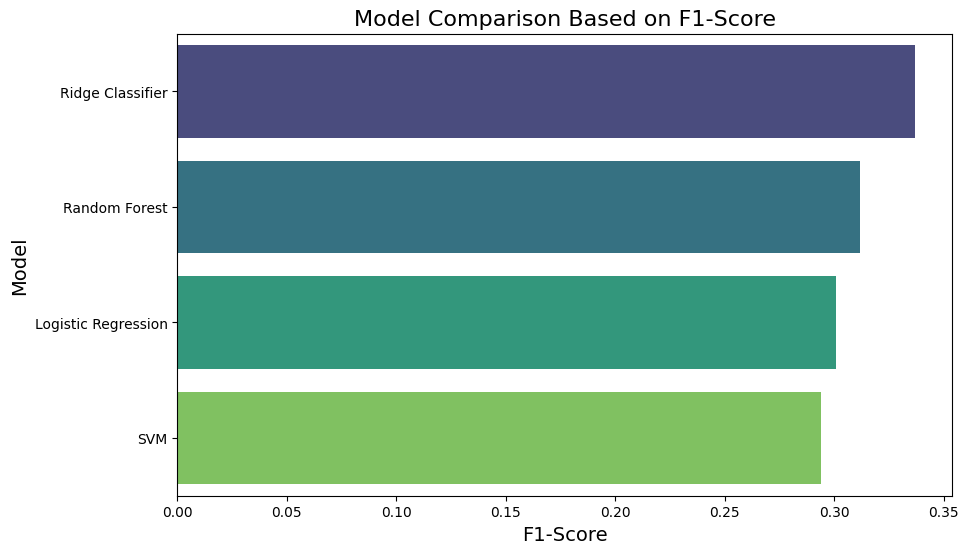 Model Comparison Based on F1-Score
Model
Ridge Classifier
Random Forest
Logistic Regression
SVM
0.00 0.05 0.10 0.15 0.20 0.25 0.30 0.35
F1-Score